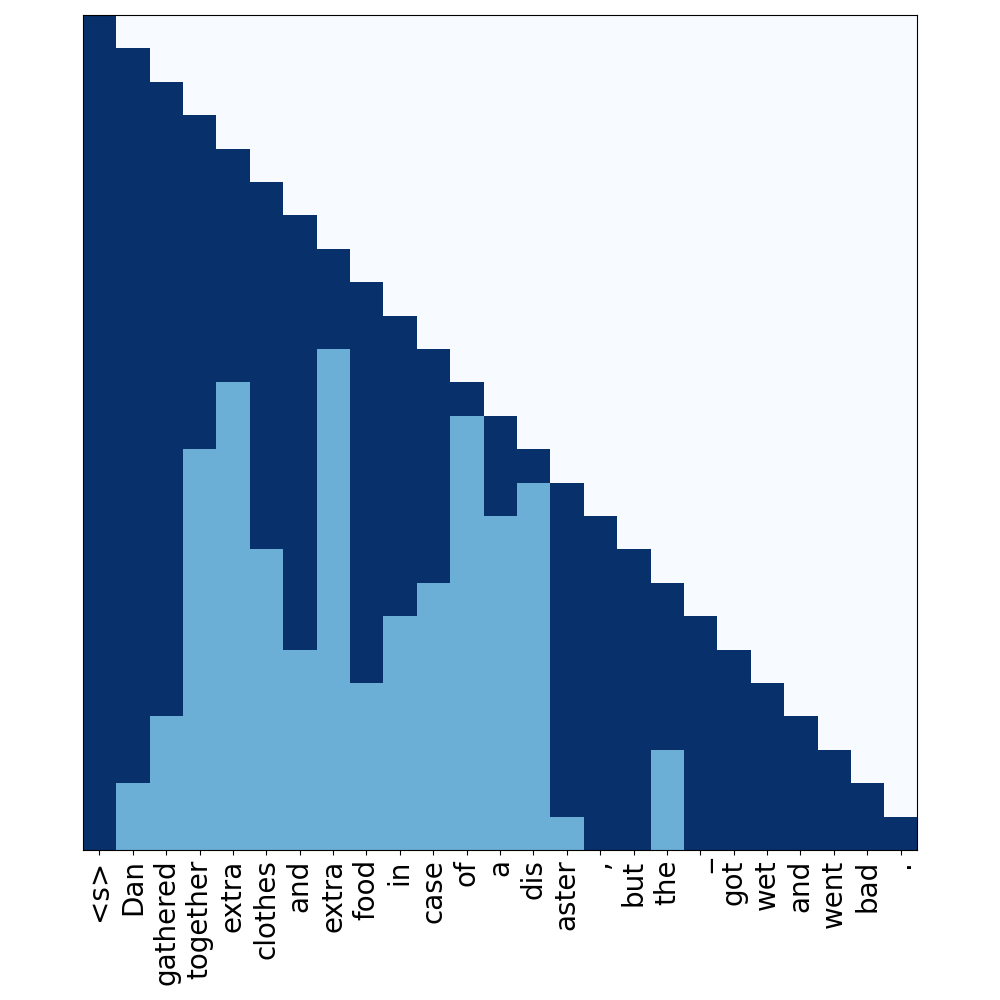 <s>
Dan
gathered
together
extra
clothes
and
extra
food
in
case
of
a
dis
aster
,
but
the
_
got
wet
and
went
bad
.